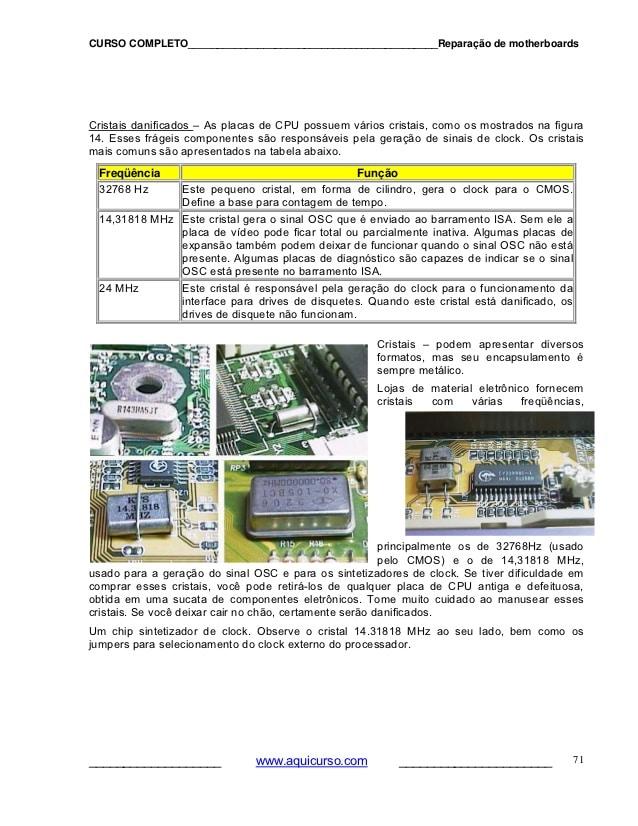 CURSO COMPLETO__________________________________________Reparação de motherboards
Cristais danificados – As placas de CPU possuem vários cristais, como os mostrados na figura
14. Esses frágeis componentes são responsáveis pela geração de sinais de clock. Os cristais
mais comuns são apresentados na tabela abaixo.
Freqüência Função
32768 Hz Este pequeno cristal, em forma de cilindro, gera o clock para o CMOS.
Define a base para contagem de tempo.
14,31818 MHz Este cristal gera o sinal OSC que é enviado ao barramento ISA. Sem ele a
placa de vídeo pode ficar total ou parcialmente inativa. Algumas placas de
expansão também podem deixar de funcionar quando o sinal OSC não está
presente. Algumas placas de diagnóstico são capazes de indicar se o sinal
OSC está presente no barramento ISA.
24 MHz Este cristal é responsável pela geração do clock para o funcionamento da
interface para drives de disquetes. Quando este cristal está danificado, os
drives de disquete não funcionam.
Y6G2
R143HA5JT
KTS
14.31818
MHZ
RP3
R15 R18
Cristais – podem apresentar diversos
formatos, mas seu encapsulamento é
sempre metálico.
Lojas de material eletrônico fornecem
cristais com várias freqüências,
principalmente os de 32768Hz (usado
pelo CMOS) e o de 14,31818 MHz,
usado para a geração do sinal OSC e para os sintetizadores de clock. Se tiver dificuldade em
comprar esses cristais, você pode retirá-los de qualquer placa de CPU antiga e defeituosa,
obtida em uma sucata de componentes eletrônicos. Tome muito cuidado ao manusear esses
cristais. Se você deixar cair no chão, certamente serão danificados.
Um chip sintetizador de clock. Observe o cristal 14.31818 MHz ao seu lado, bem como os
jumpers para selecionamento do clock externo do processador.
___________________ www.aquicurso.com ______________________ 71